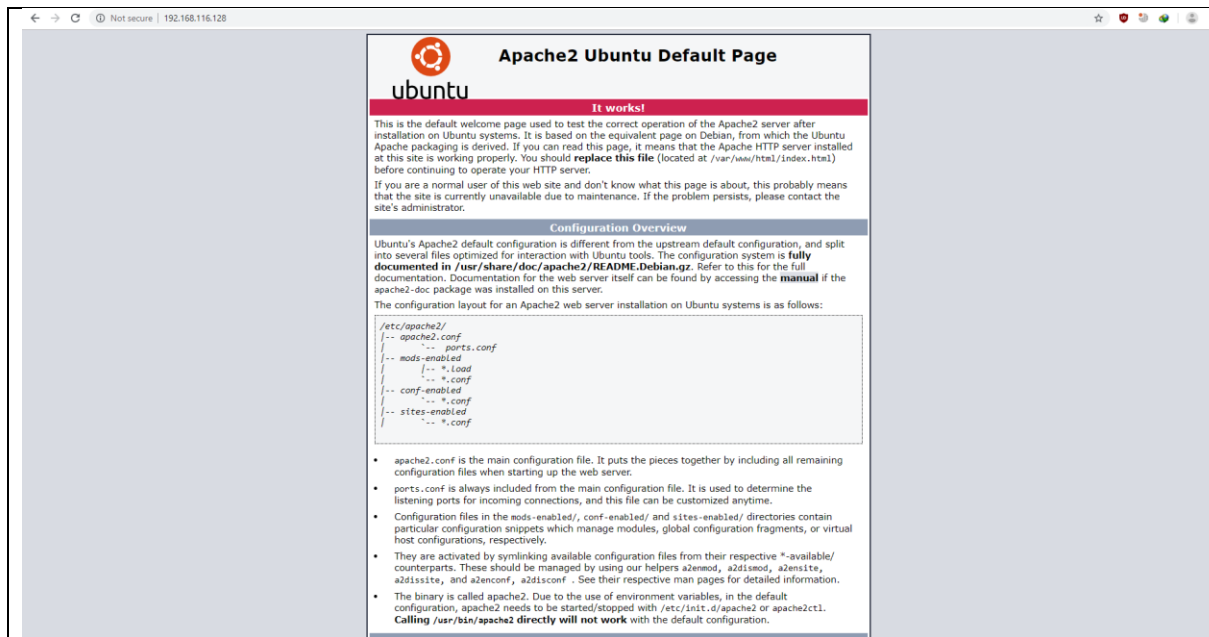 Not secure | 192.168.116.128
Apache2 Ubuntu Default Page
ubuntu
It works!
This is the default welcome page used to test the correct operation of the Apache2 server after
installation on Ubuntu systems. It is based on the equivalent page on Debian, from which the Ubuntu
Apache packaging is derived. If you can read this page, it means that the Apache HTTP server installed
at this site is working properly. You should replace this file (located at /var/www/html/index.html)
before continuing to operate your HTTP server.
If you are a normal user of this web site and don't know what this page is about, this probably means
that the site is currently unavailable due to maintenance. If the problem persists, please contact the
site's administrator.
Configuration Overview
Ubuntu's Apache2 default configuration is different from the upstream default configuration, and split
into several files optimized for interaction with Ubuntu tools. The configuration system is fully
documented in /usr/share/doc/apache2/README.Debian.gz. Refer to this for the full
documentation. Documentation for the web server itself can be found by accessing the manual if the
apache2-doc package was installed on this server.
The configuration layout for an Apache2 web server installation on Ubuntu systems is as follows:
/etc/apache2/
|-- apache2.conf
|       `--  ports.conf
|-- mods-enabled
|       |-- *.load
|       `-- *.conf
|-- conf-enabled
|       `-- *.conf
|-- sites-enabled
|       `-- *.conf
• apache2.conf is the main configuration file. It puts the pieces together by including all remaining
configuration files when starting up the web server.
• ports.conf is always included from the main configuration file. It is used to determine the
listening ports for incoming connections, and this file can be customized anytime.
• Configuration files in the mods-enabled/, conf-enabled/ and sites-enabled/ directories contain
particular configuration snippets which manage modules, global configuration fragments, or virtual
host configurations, respectively.
• They are activated by symlinking available configuration files from their respective *-available/
counterparts. These should be managed by using our helpers a2enmod, a2dismod, a2ensite,
a2dissite, and a2enconf, a2disconf . See their respective man pages for detailed information.
• The binary is called apache2. Due to the use of environment variables, in the default
configuration, apache2 needs to be started/stopped with /etc/init.d/apache2 or apache2ctl.
Calling /usr/bin/apache2 directly will not work with the default configuration.